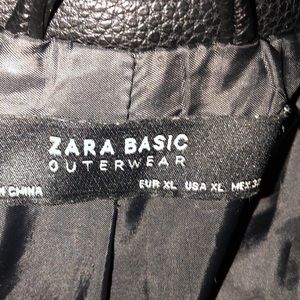 ZARA BASIC
OUTERWEAR
CHINA
EUR XL USA XL MEX